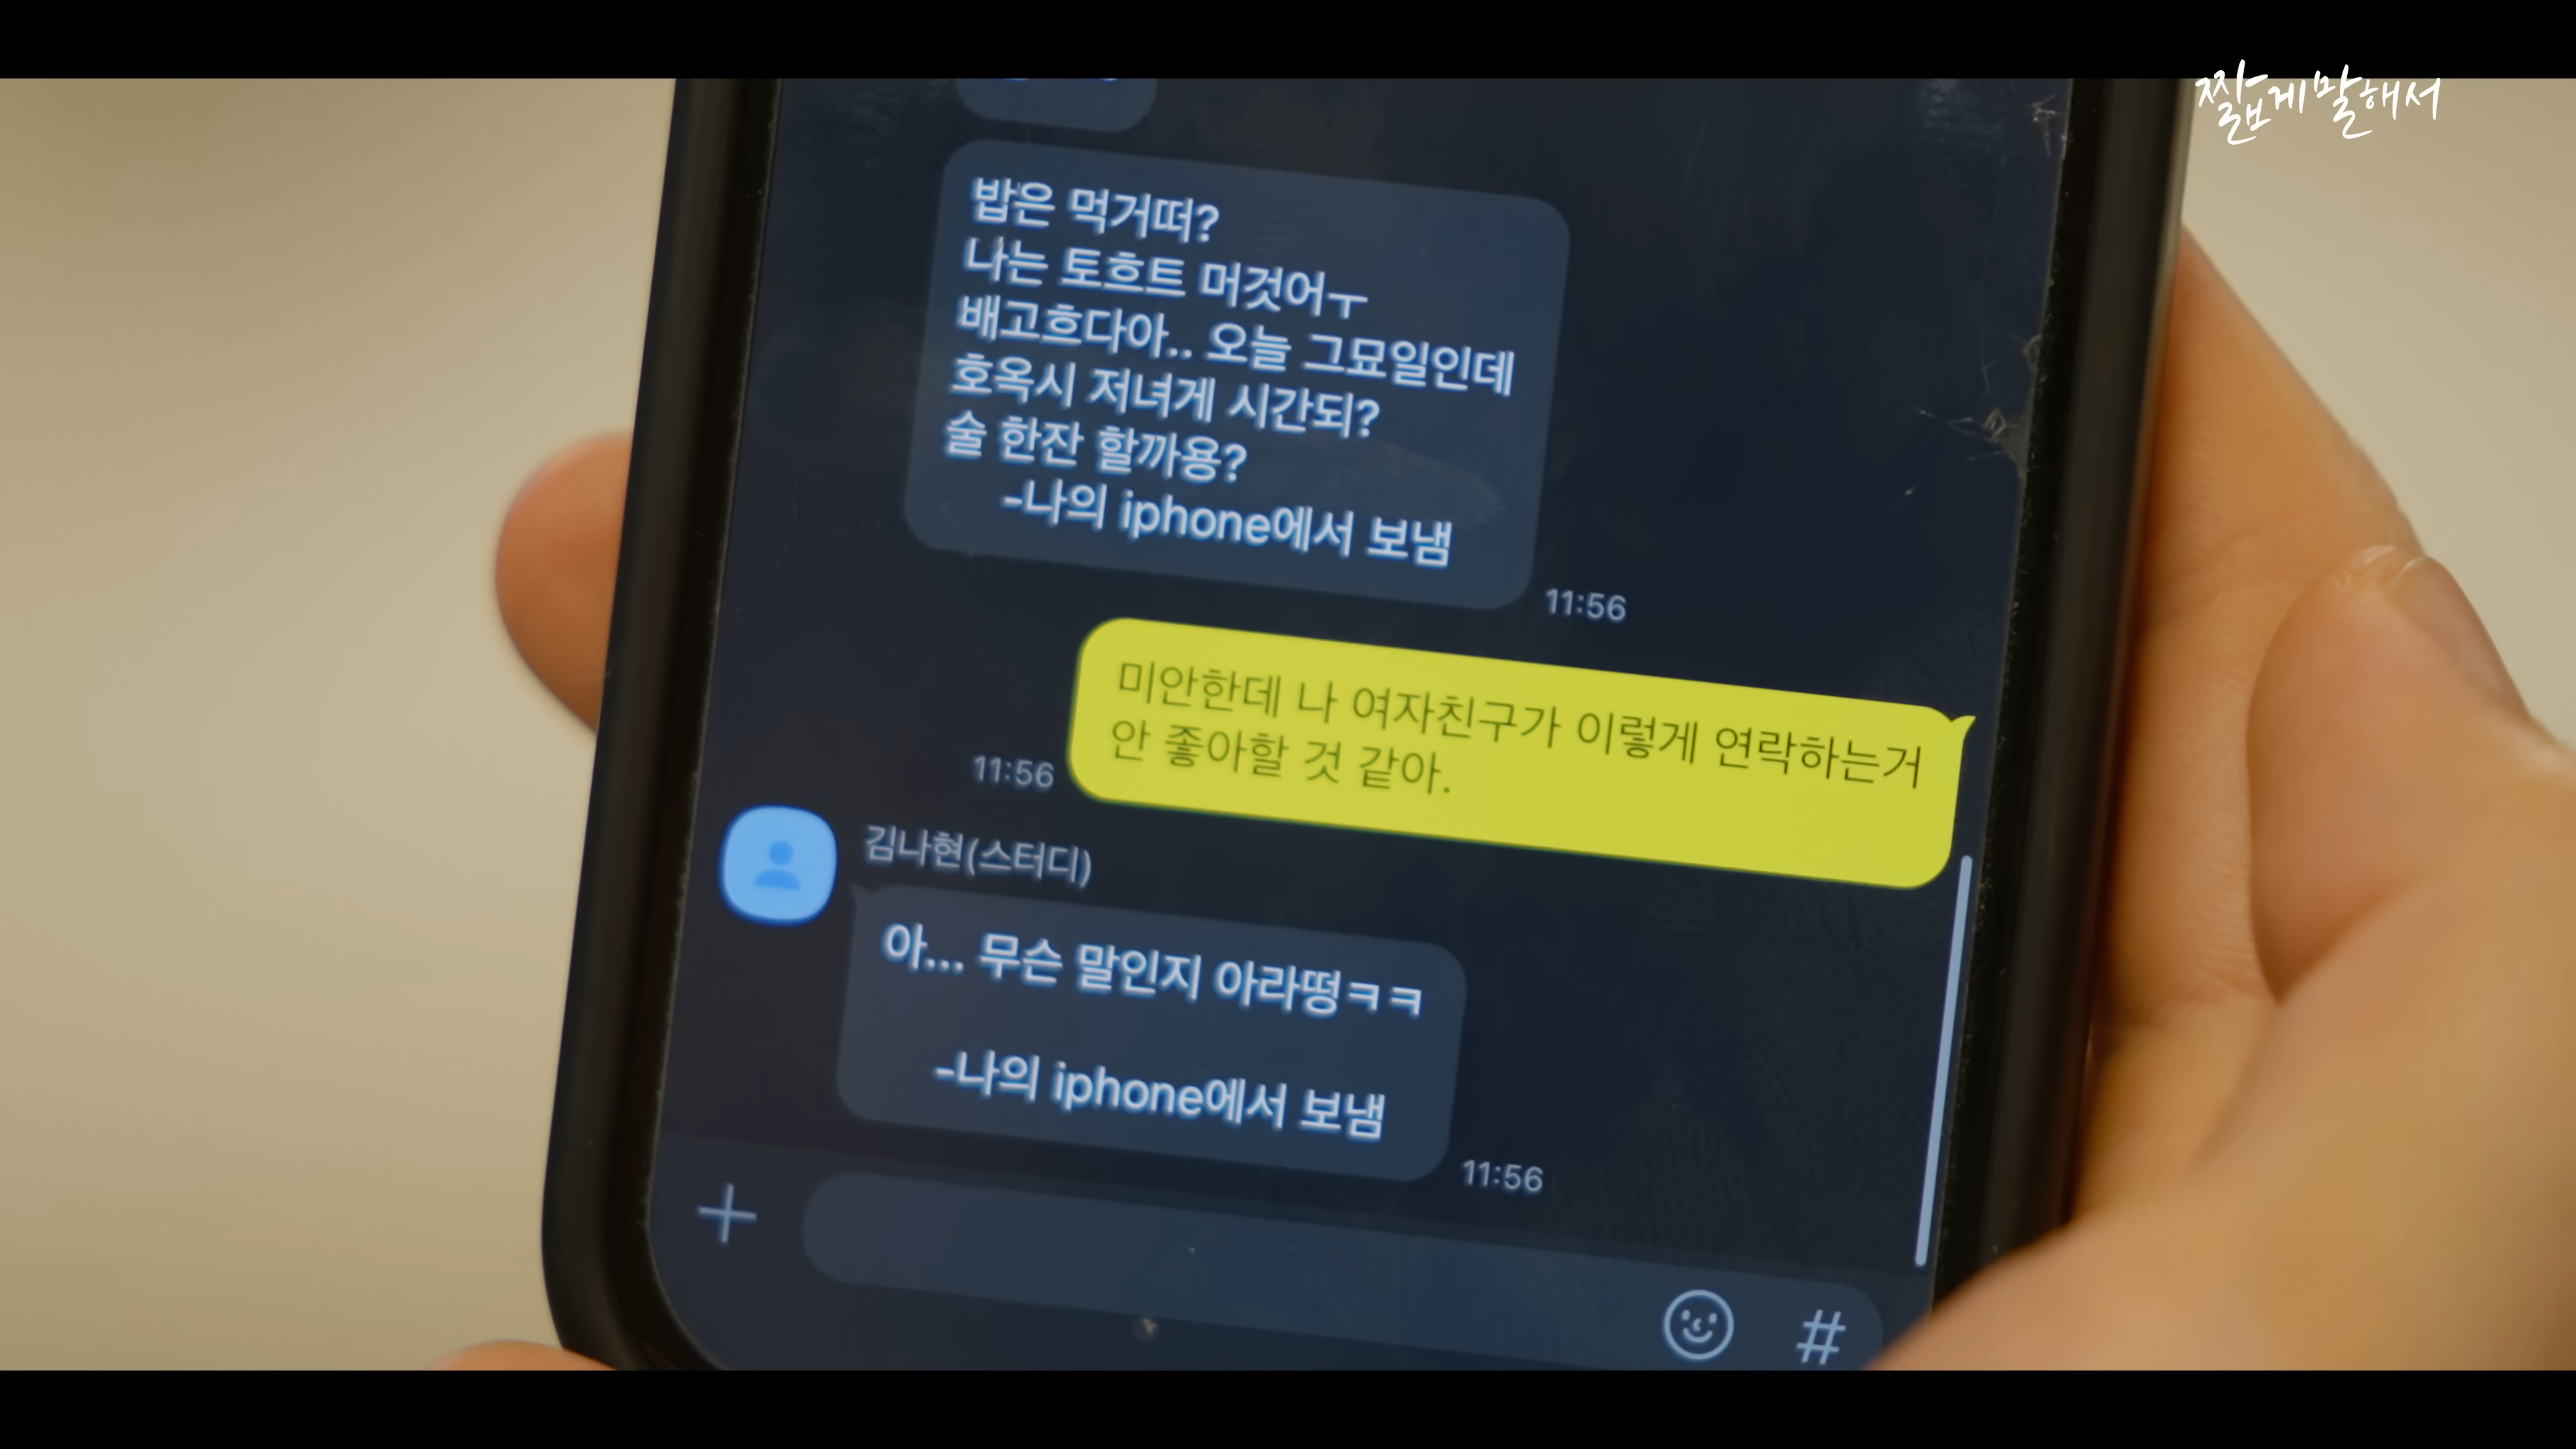 짧게 말해서
밥은 먹거떠?
나는 토흐트 머것어ㅜ
배고흐다아.. 오늘 그묘일인데
호옥시 저녀게 시간되?
술 한잔 할까용?
-나의 iphone에서 보냄
11:56
미안한데 나 여자친구가 이렇게 연락하는거
안 좋아할 것 같아.
11:56
김나현(스터디)
아... 무슨 말인지 아라떵ㅋㅋ
-나의 iphone에서 보냄
11:56
#